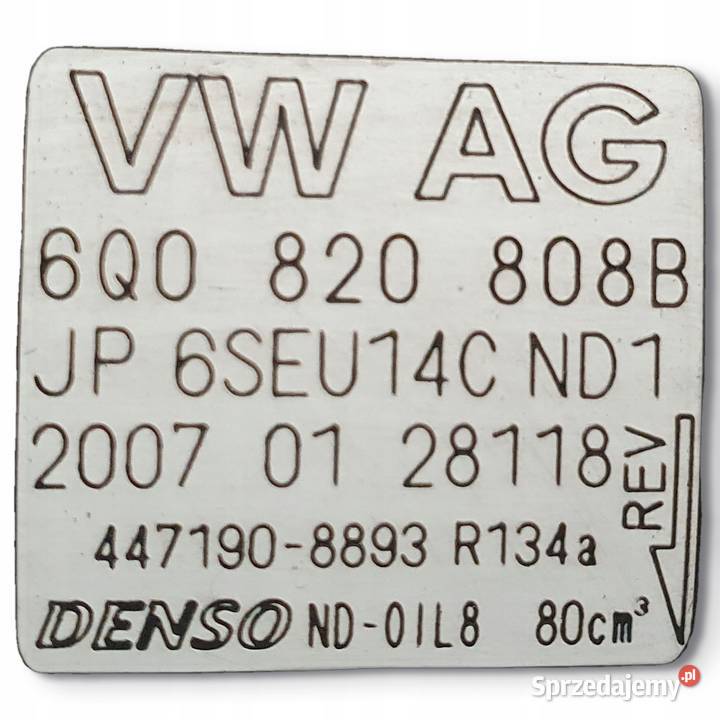 VW AG
6Q0 820 808B
JP 6SEU14C ND1
2007 01 28118
REV
447190-8893 R134a
DENSO ND-OIL8 80cm³
Sprzedajemy.pl